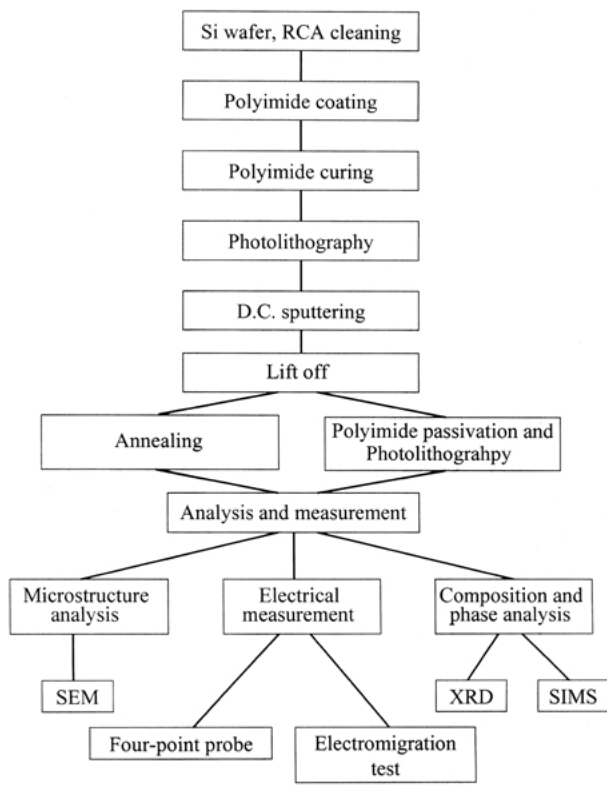 Si wafer, RCA cleaning
Polyimide coating
Polyimide curing
Photolithography
D.C. sputtering
Lift off
Annealing
Polyimide passivation and
Photolithograhpy
Analysis and measurement
Microstructure
analysis
Electrical
measurement
Composition and
phase analysis
SEM
XRD
SIMS
Four-point probe
Electromigration
test